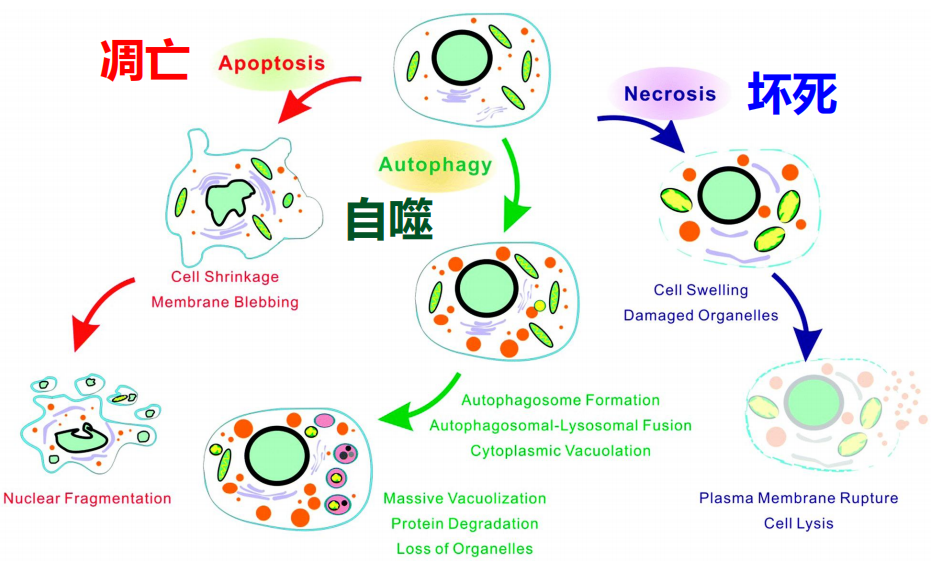 凋亡
Apoptosis
Necrosis
坏死
Autophagy
自噬
Cell Shrinkage
Membrane Blebbing
Cell Swelling
Damaged Organelles
Autophagosome Formation
Autophagosomal-Lysosomal Fusion
Cytoplasmic Vacuolation
Nuclear Fragmentation
Massive Vacuolization
Protein Degradation
Loss of Organelles
Plasma Membrane Rupture
Cell Lysis